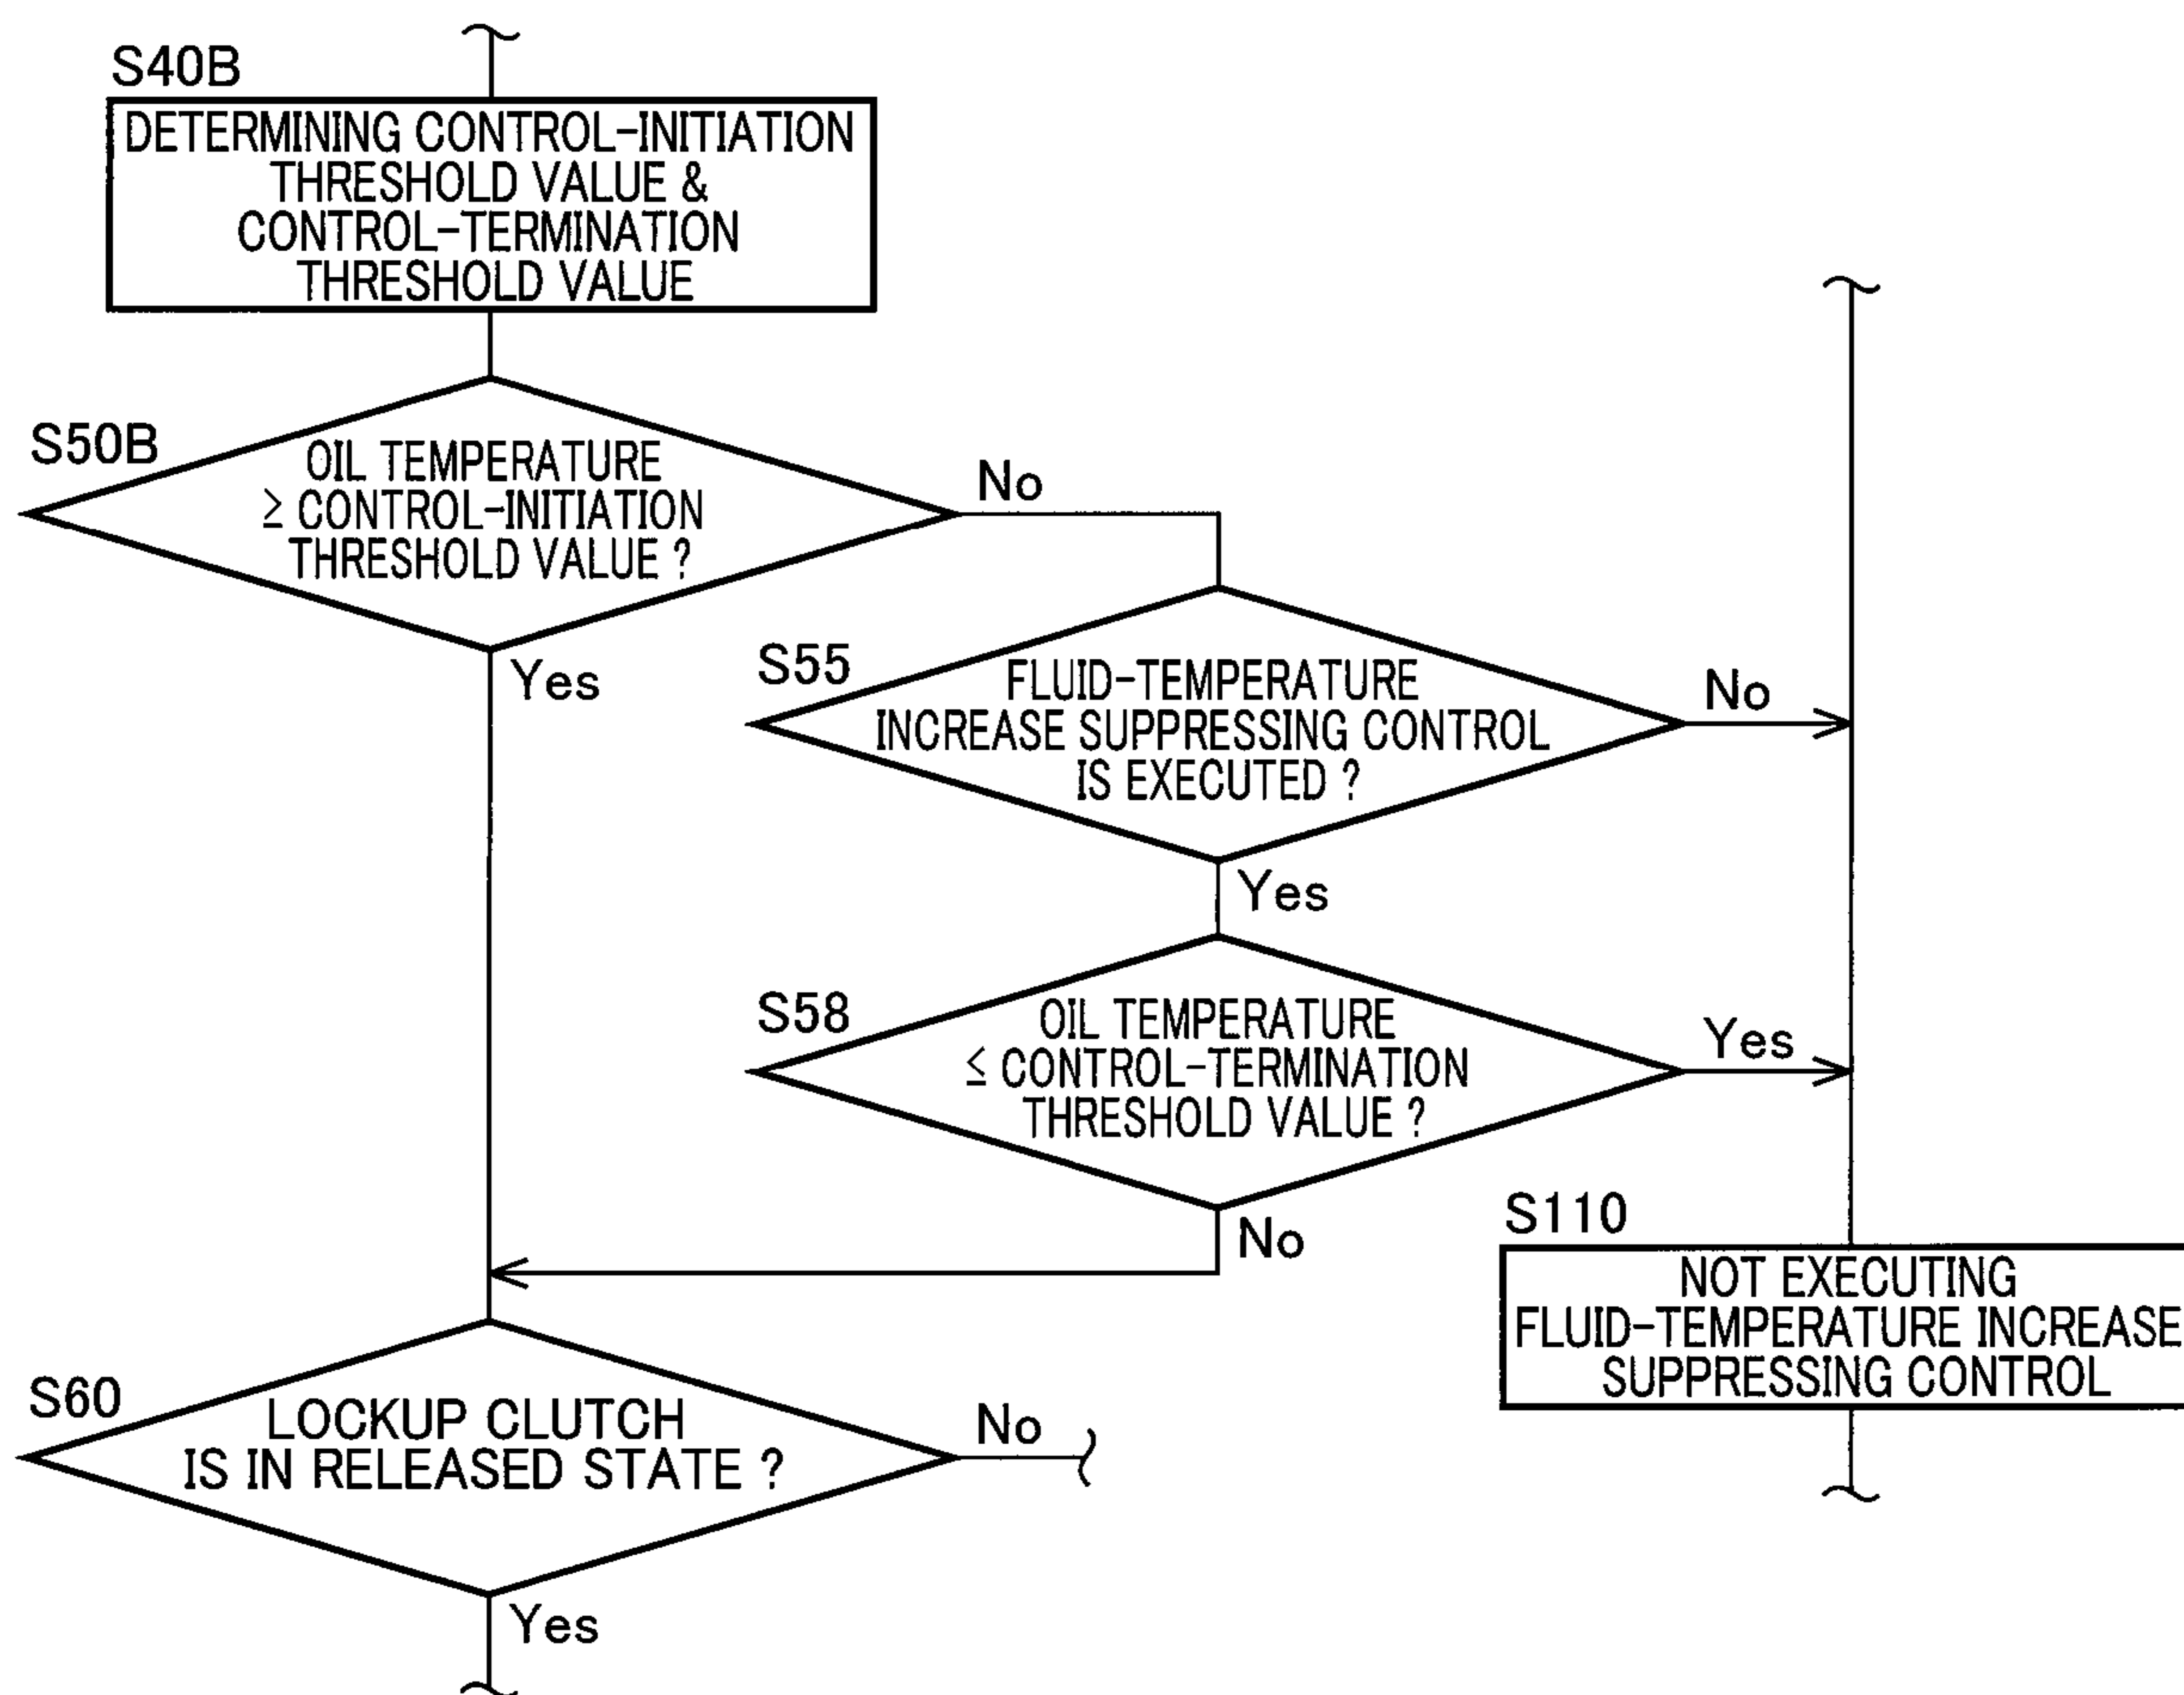 S40B
DETERMINING CONTROL-INITIATION
THRESHOLD VALUE &
CONTROL-TERMINATION
THRESHOLD VALUE
S50B
OIL TEMPERATURE
≥ CONTROL-INITIATION
THRESHOLD VALUE ?
No
Yes
S55
FLUID-TEMPERATURE
INCREASE SUPPRESSING CONTROL
IS EXECUTED ?
No
Yes
S58
OIL TEMPERATURE
≤ CONTROL-TERMINATION
THRESHOLD VALUE ?
Yes
No
S110
NOT EXECUTING
FLUID-TEMPERATURE INCREASE
SUPPRESSING CONTROL
S60
LOCKUP CLUTCH
IS IN RELEASED STATE ?
No
Yes